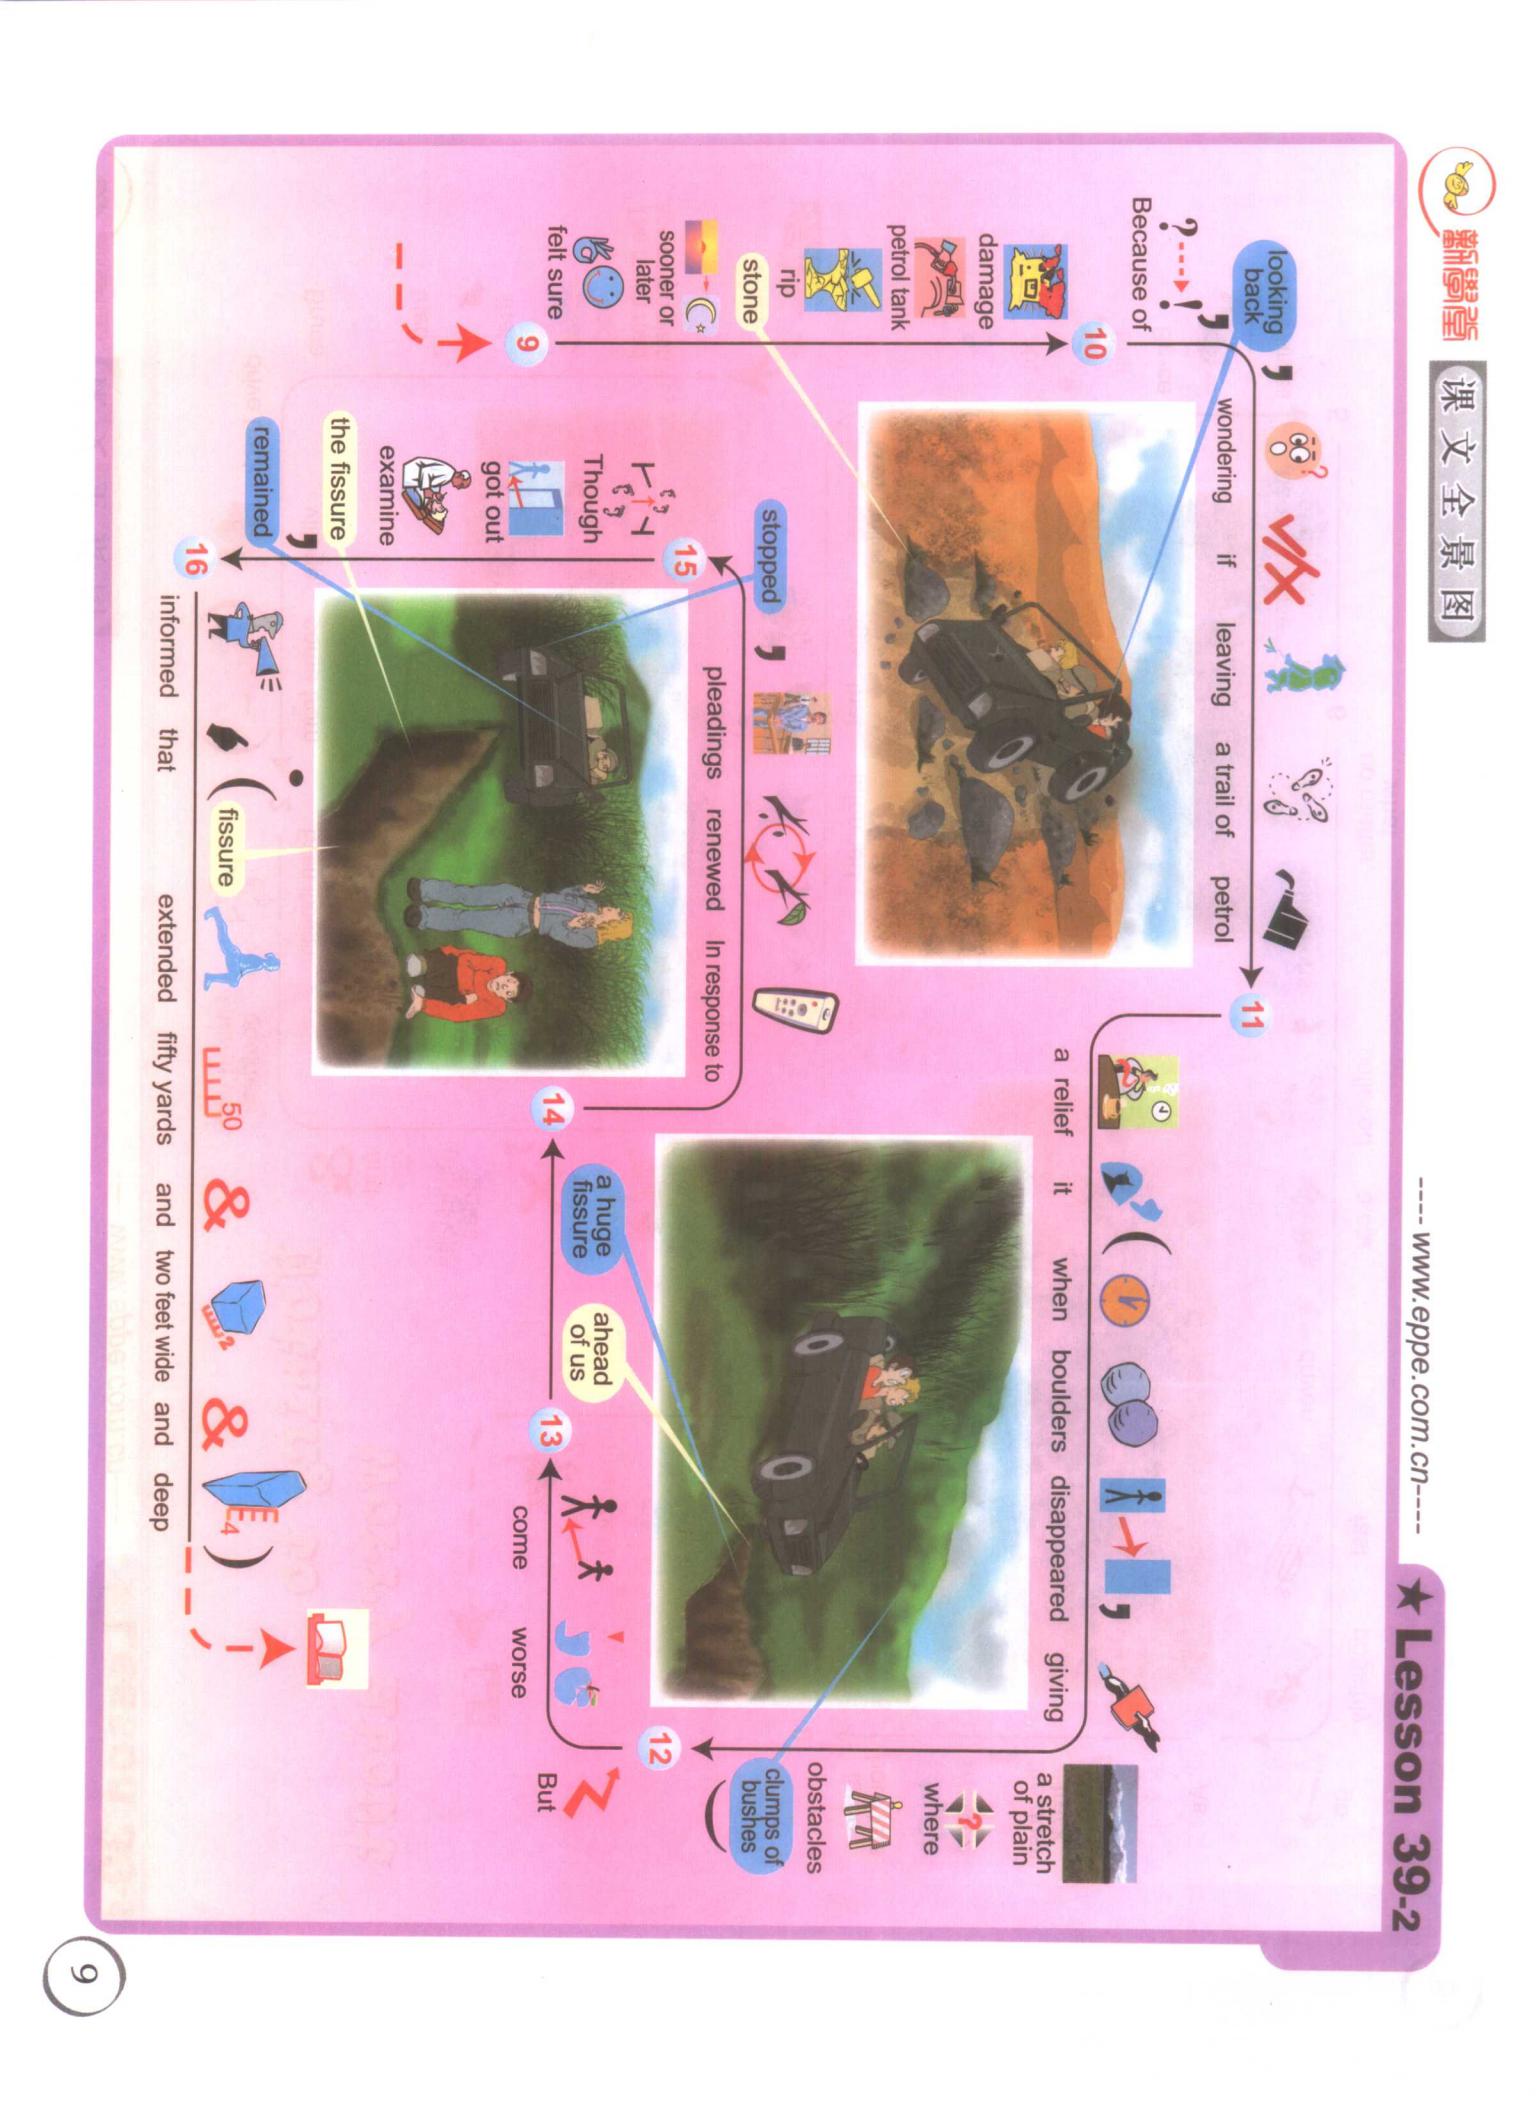 新學堂
课文全景图
---- www.eppe.com.cn----
★ Lesson 39-2
9
felt sure
sooner or
later
stone
rip
petrol tank
damage
10
Because of
? ----> !
,
looking
back
,
wondering if leaving a trail of petrol
11
a relief it when boulders disappeared giving
(
,
a stretch
of plain
where
?
obstacles
clumps of
bushes
)
12
But
come worse
13
a huge
fissure
ahead
of us
14
In response to renewed pleadings
,
stopped
15
Though
got out
examine
the fissure
,
remained
16
informed that extended fifty yards and two feet wide and deep
(
fissure
50
&
2
&
4
)
9